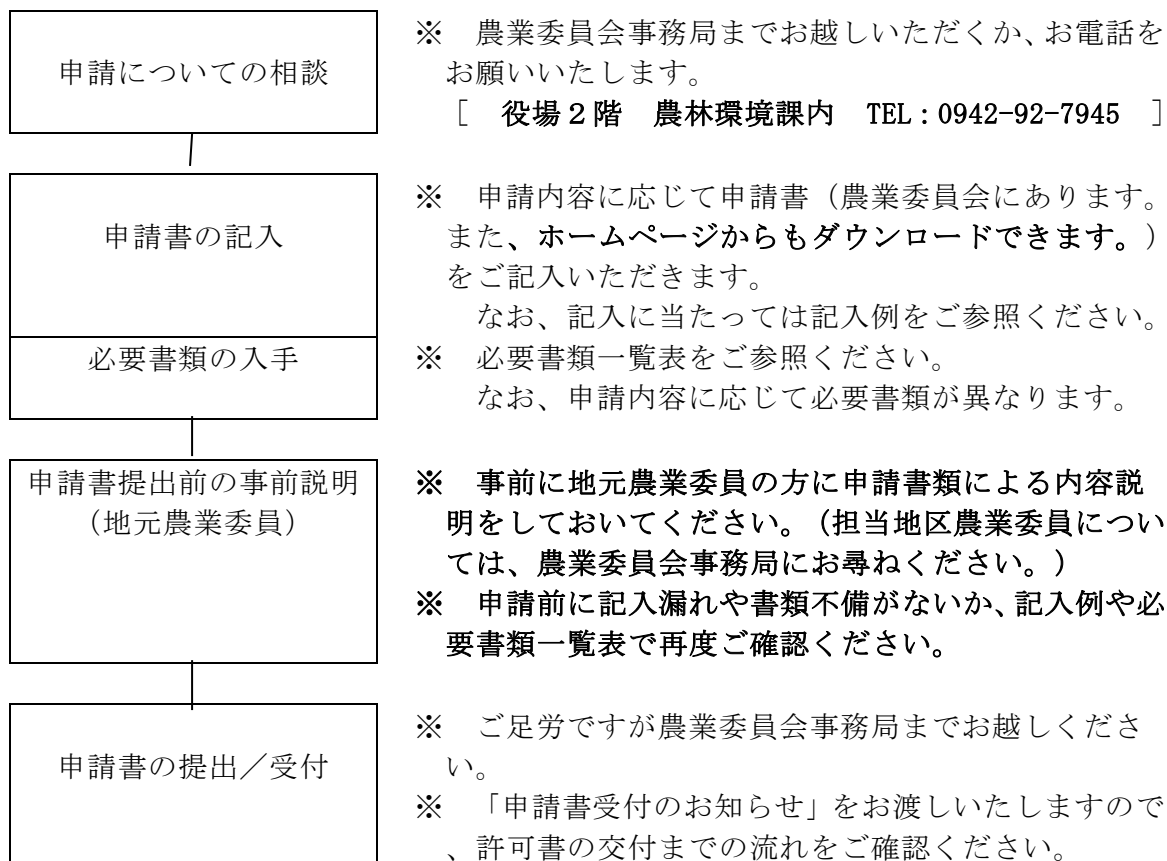 申請についての相談
※　農業委員会事務局までお越しいただくか、お電話を
お願いいたします。
［　役場２階　農林環境課内　TEL：0942-92-7945　］
申請書の記入
※　申請内容に応じて申請書（農業委員会にあります。
また、ホームページからもダウンロードできます。）
をご記入いただきます。
なお、記入に当たっては記入例をご参照ください。
必要書類の入手
※　必要書類一覧表をご参照ください。
なお、申請内容に応じて必要書類が異なります。
申請書提出前の事前説明
（地元農業委員）
※　事前に地元農業委員の方に申請書類による内容説
明をしておいてください。（担当地区農業委員につい
ては、農業委員会事務局にお尋ねください。）
※　申請前に記入漏れや書類不備がないか、記入例や必
要書類一覧表で再度ご確認ください。
申請書の提出／受付
※　ご足労ですが農業委員会事務局までお越しくださ
い。
※　「申請書受付のお知らせ」をお渡しいたしますので
、許可書の交付までの流れをご確認ください。